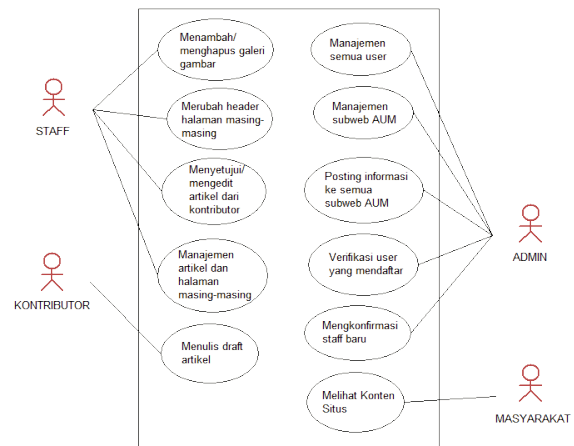 Menambah/
menghapus galeri
gambar
Manajemen
semua user
STAFF
Merubah header
halaman masing-
masing
Manajemen
subweb AUM
Menyetujui/
mengedit
artikel dari
kontributor
Posting informasi
ke semua
subweb AUM
ADMIN
KONTRIBUTOR
Manajemen
artikel dan
halaman
masing-masing
Verifikasi user
yang mendaftar
Menulis draft
artikel
Mengkonfirmasi
staff baru
Melihat Konten
Situs
MASYARAKAT